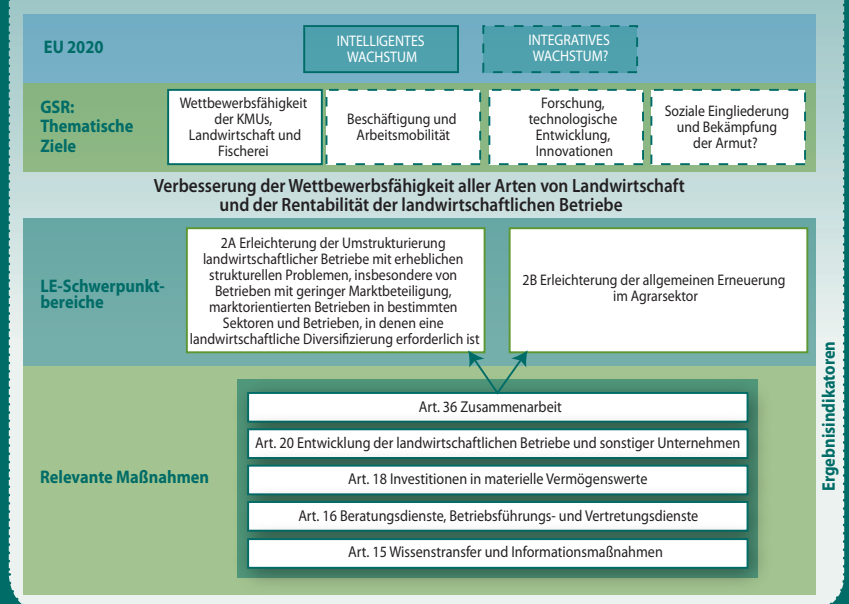 EU 2020
INTELLIGENTES
WACHSTUM
INTEGRATIVES
WACHSTUM?
GSR:
Thematische
Ziele
Wettbewerbsfähigkeit
der KMUs,
Landwirtschaft und
Fischerei
Beschäftigung und
Arbeitsmobilität
Forschung,
technologische
Entwicklung,
Innovationen
Soziale Eingliederung
und Bekämpfung
der Armut?
Verbesserung der Wettbewerbsfähigkeit aller Arten von Landwirtschaft
und der Rentabilität der landwirtschaftlichen Betriebe
LE-Schwerpunkt-
bereiche
2A Erleichterung der Umstrukturierung
landwirtschaftlicher Betriebe mit erheblichen
strukturellen Problemen, insbesondere von
Betrieben mit geringer Marktbeteiligung,
marktorientierten Betrieben in bestimmten
Sektoren und Betrieben, in denen eine
landwirtschaftliche Diversifizierung erforderlich ist
2B Erleichterung der allgemeinen Erneuerung
im Agrarsektor
Relevante Maßnahmen
Art. 36 Zusammenarbeit
Art. 20 Entwicklung der landwirtschaftlichen Betriebe und sonstiger Unternehmen
Art. 18 Investitionen in materielle Vermögenswerte
Art. 16 Beratungsdienste, Betriebsführungs- und Vertretungsdienste
Art. 15 Wissenstransfer und Informationsmaßnahmen
Ergebnisindikatoren